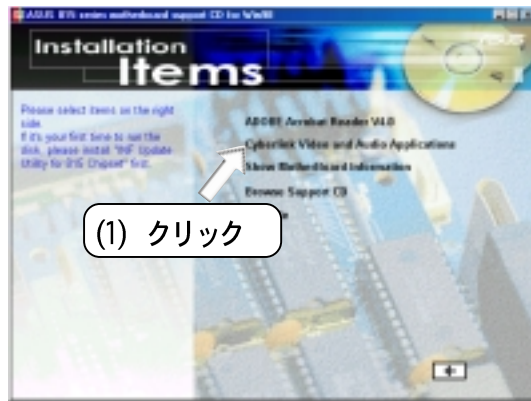 ASUS 815 series motherboard support CD for Win98
Installation
Items
Please select items on the right
side.
If it's your first time to run the
disk, please install "INF Update
Utility for 815 Chipset" first.
ADOBE Acrobat Reader V4.0
Cyberlink Video and Audio Applications
Show Motherboard Information
Browse Support CD
(1) クリック